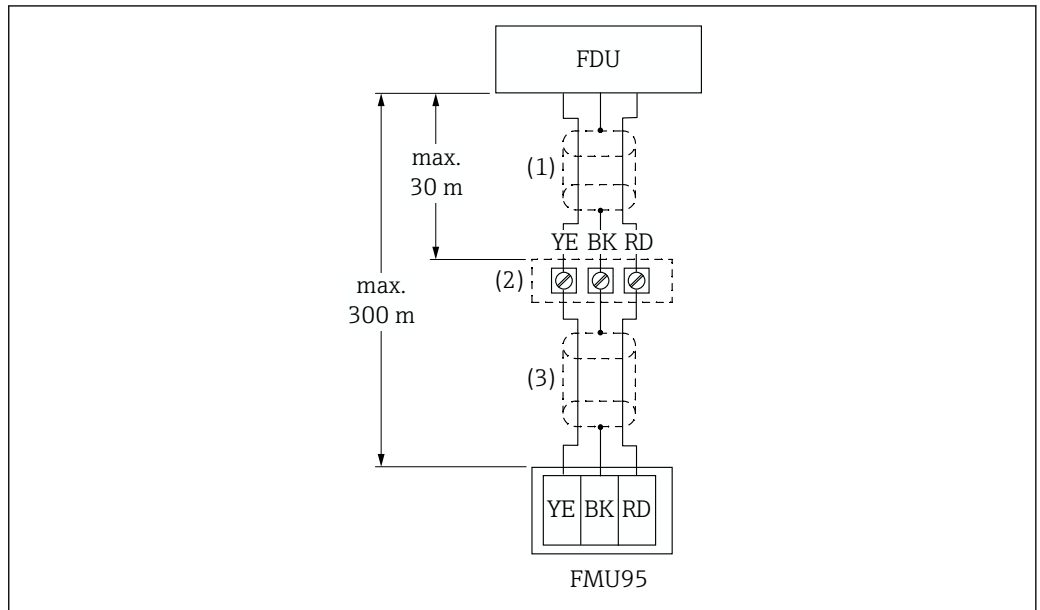 FDU
max.
30 m
(1)
YE BK RD
(2)
max.
300 m
(3)
YE BK RD
FMU95